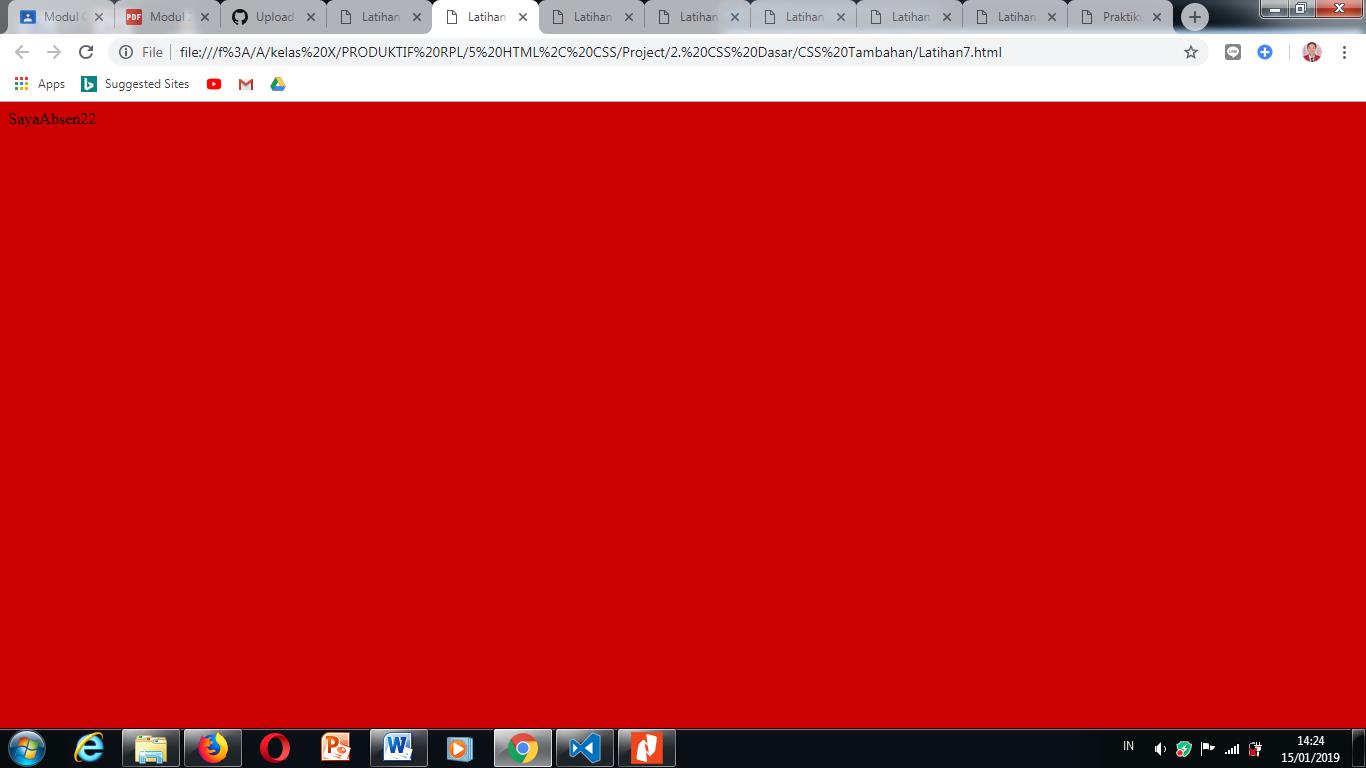 Modul
PDF Modul
Upload
Latihan
Latihan
Latihan
Latihan
Latihan
Latihan
Latihan
Praktik
File file:///f%3A/A/kelas%20X/PRODUKTIF%20RPL/5%20HTML%2C%20CSS/Project/2.%20CSS%20Dasar/CSS%20Tambahan/Latihan7.html
Apps Suggested Sites
SayaAbsen22
IN
14:24
15/01/2019